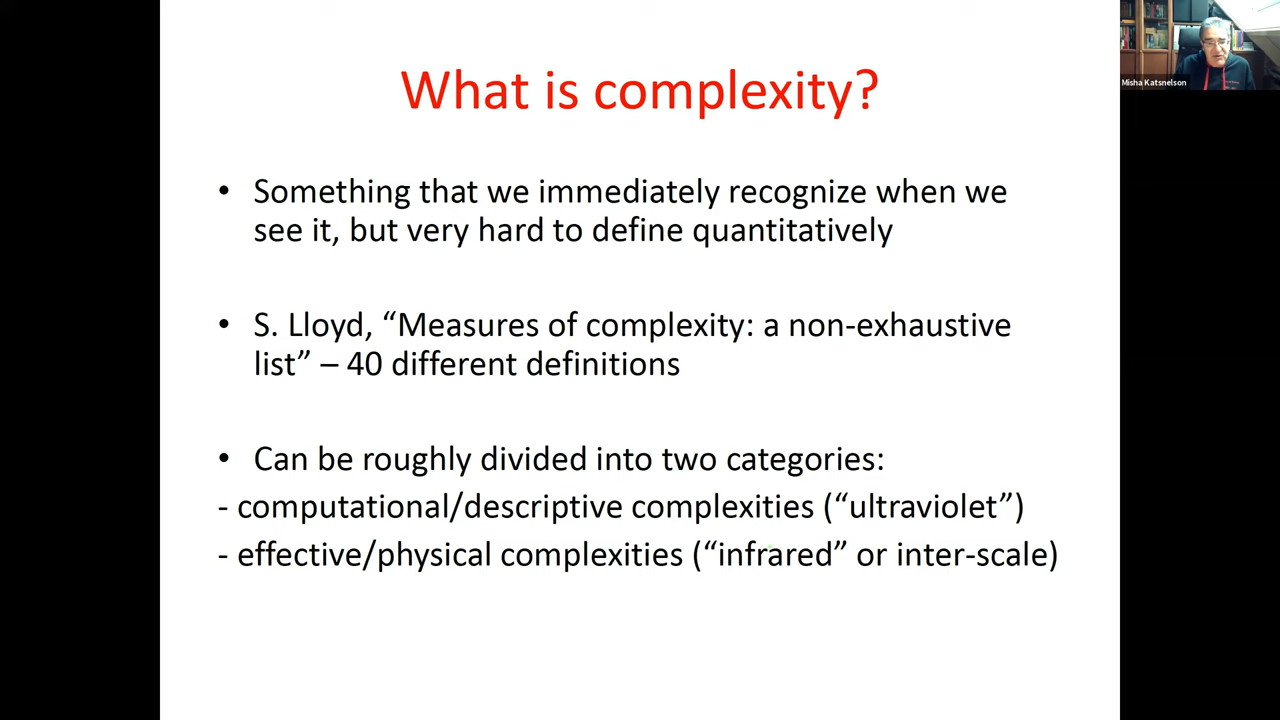 What is complexity?
Misha Katsnelson
• Something that we immediately recognize when we
see it, but very hard to define quantitatively
• S. Lloyd, “Measures of complexity: a non-exhaustive
list” – 40 different definitions
• Can be roughly divided into two categories:
- computational/descriptive complexities (“ultraviolet”)
- effective/physical complexities (“infrared” or inter-scale)